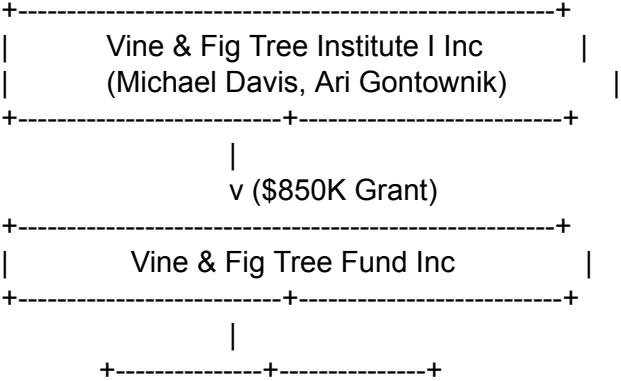 +-------------------------------------------------------+
| Vine & Fig Tree Institute I Inc |
| (Michael Davis, Ari Gontownik) |
+---------------------------+---------------------------+
|
v ($850K Grant)
+-------------------------------------------------------+
| Vine & Fig Tree Fund Inc |
+---------------------------+---------------------------+
|
+---------------+---------------+